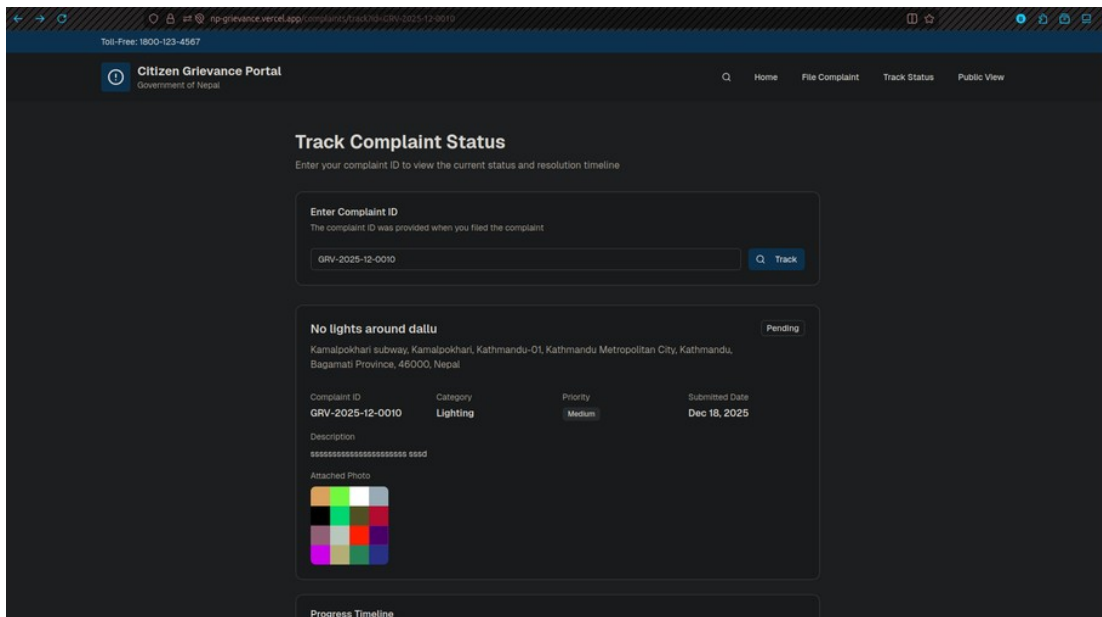 np-grievance.vercel.app/complaints/track?id=GRV-2025-12-0010
Toll-Free: 1800-123-4567
Citizen Grievance Portal
Government of Nepal
Home File Complaint Track Status Public View
Track Complaint Status
Enter your complaint ID to view the current status and resolution timeline
Enter Complaint ID
The complaint ID was provided when you filed the complaint
GRV-2025-12-0010
Track
No lights around dallu
Pending
Kamalpokhari subway, Kamalpokhari, Kathmandu-01, Kathmandu Metropolitan City, Kathmandu,
Bagamati Province, 46000, Nepal
Complaint ID Category Priority Submitted Date
GRV-2025-12-0010 Lighting Medium Dec 18, 2025
Description
Attached Photo
Progress Timeline